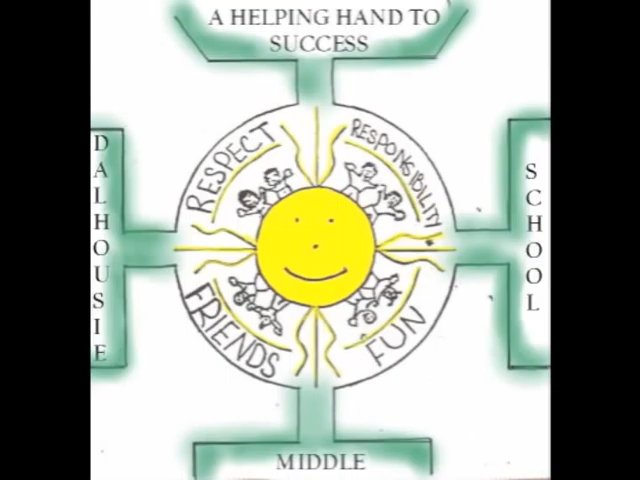 A HELPING HAND TO
SUCCESS
RESPECT
RESPONSIBILITY
DALHOUSIE
SCHOOL
FRIENDS
FUN
MIDDLE